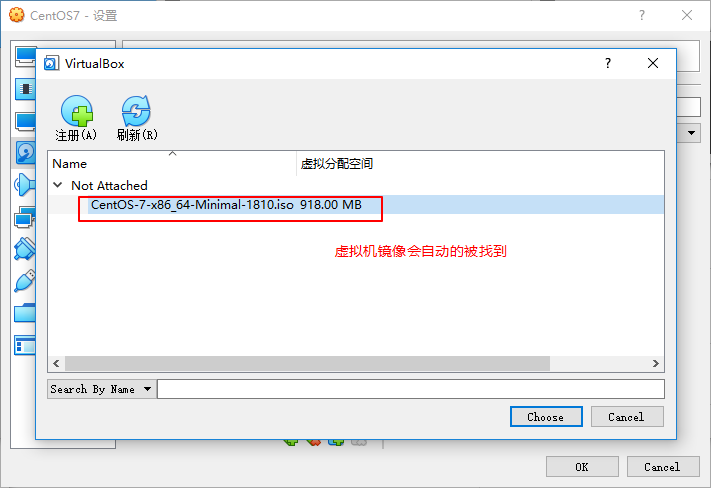 CentOS7 - 设置
VirtualBox
注册(A)
刷新(R)
Name
虚拟分配空间
Not Attached
CentOS-7-x86_64-Minimal-1810.iso 918.00 MB
虚拟机镜像会自动的被找到
Search By Name
Choose
Cancel
OK
Cancel